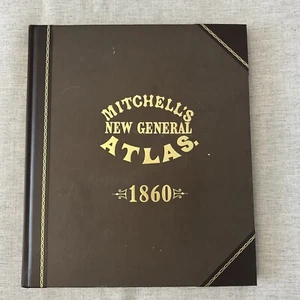 MITCHELL'S
NEW GENERAL
ATLAS.
1860